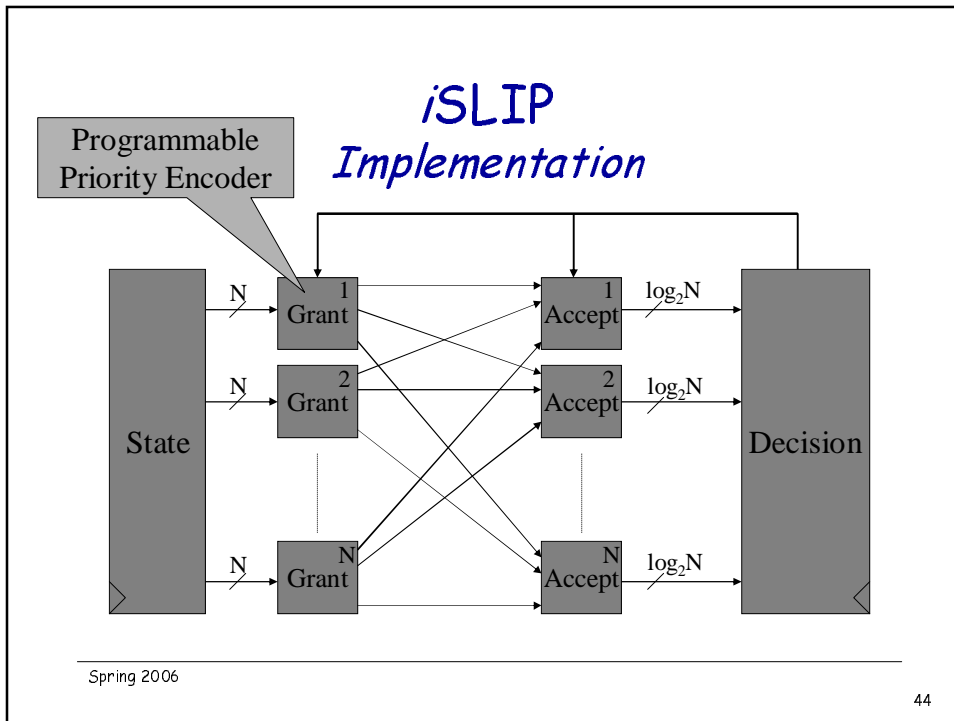 iSLIP
Implementation
Programmable
Priority Encoder
State
N
1
Grant
1
Accept
log2N
N
2
Grant
2
Accept
log2N
N
N
Grant
N
Accept
log2N
Decision
Spring 2006
44